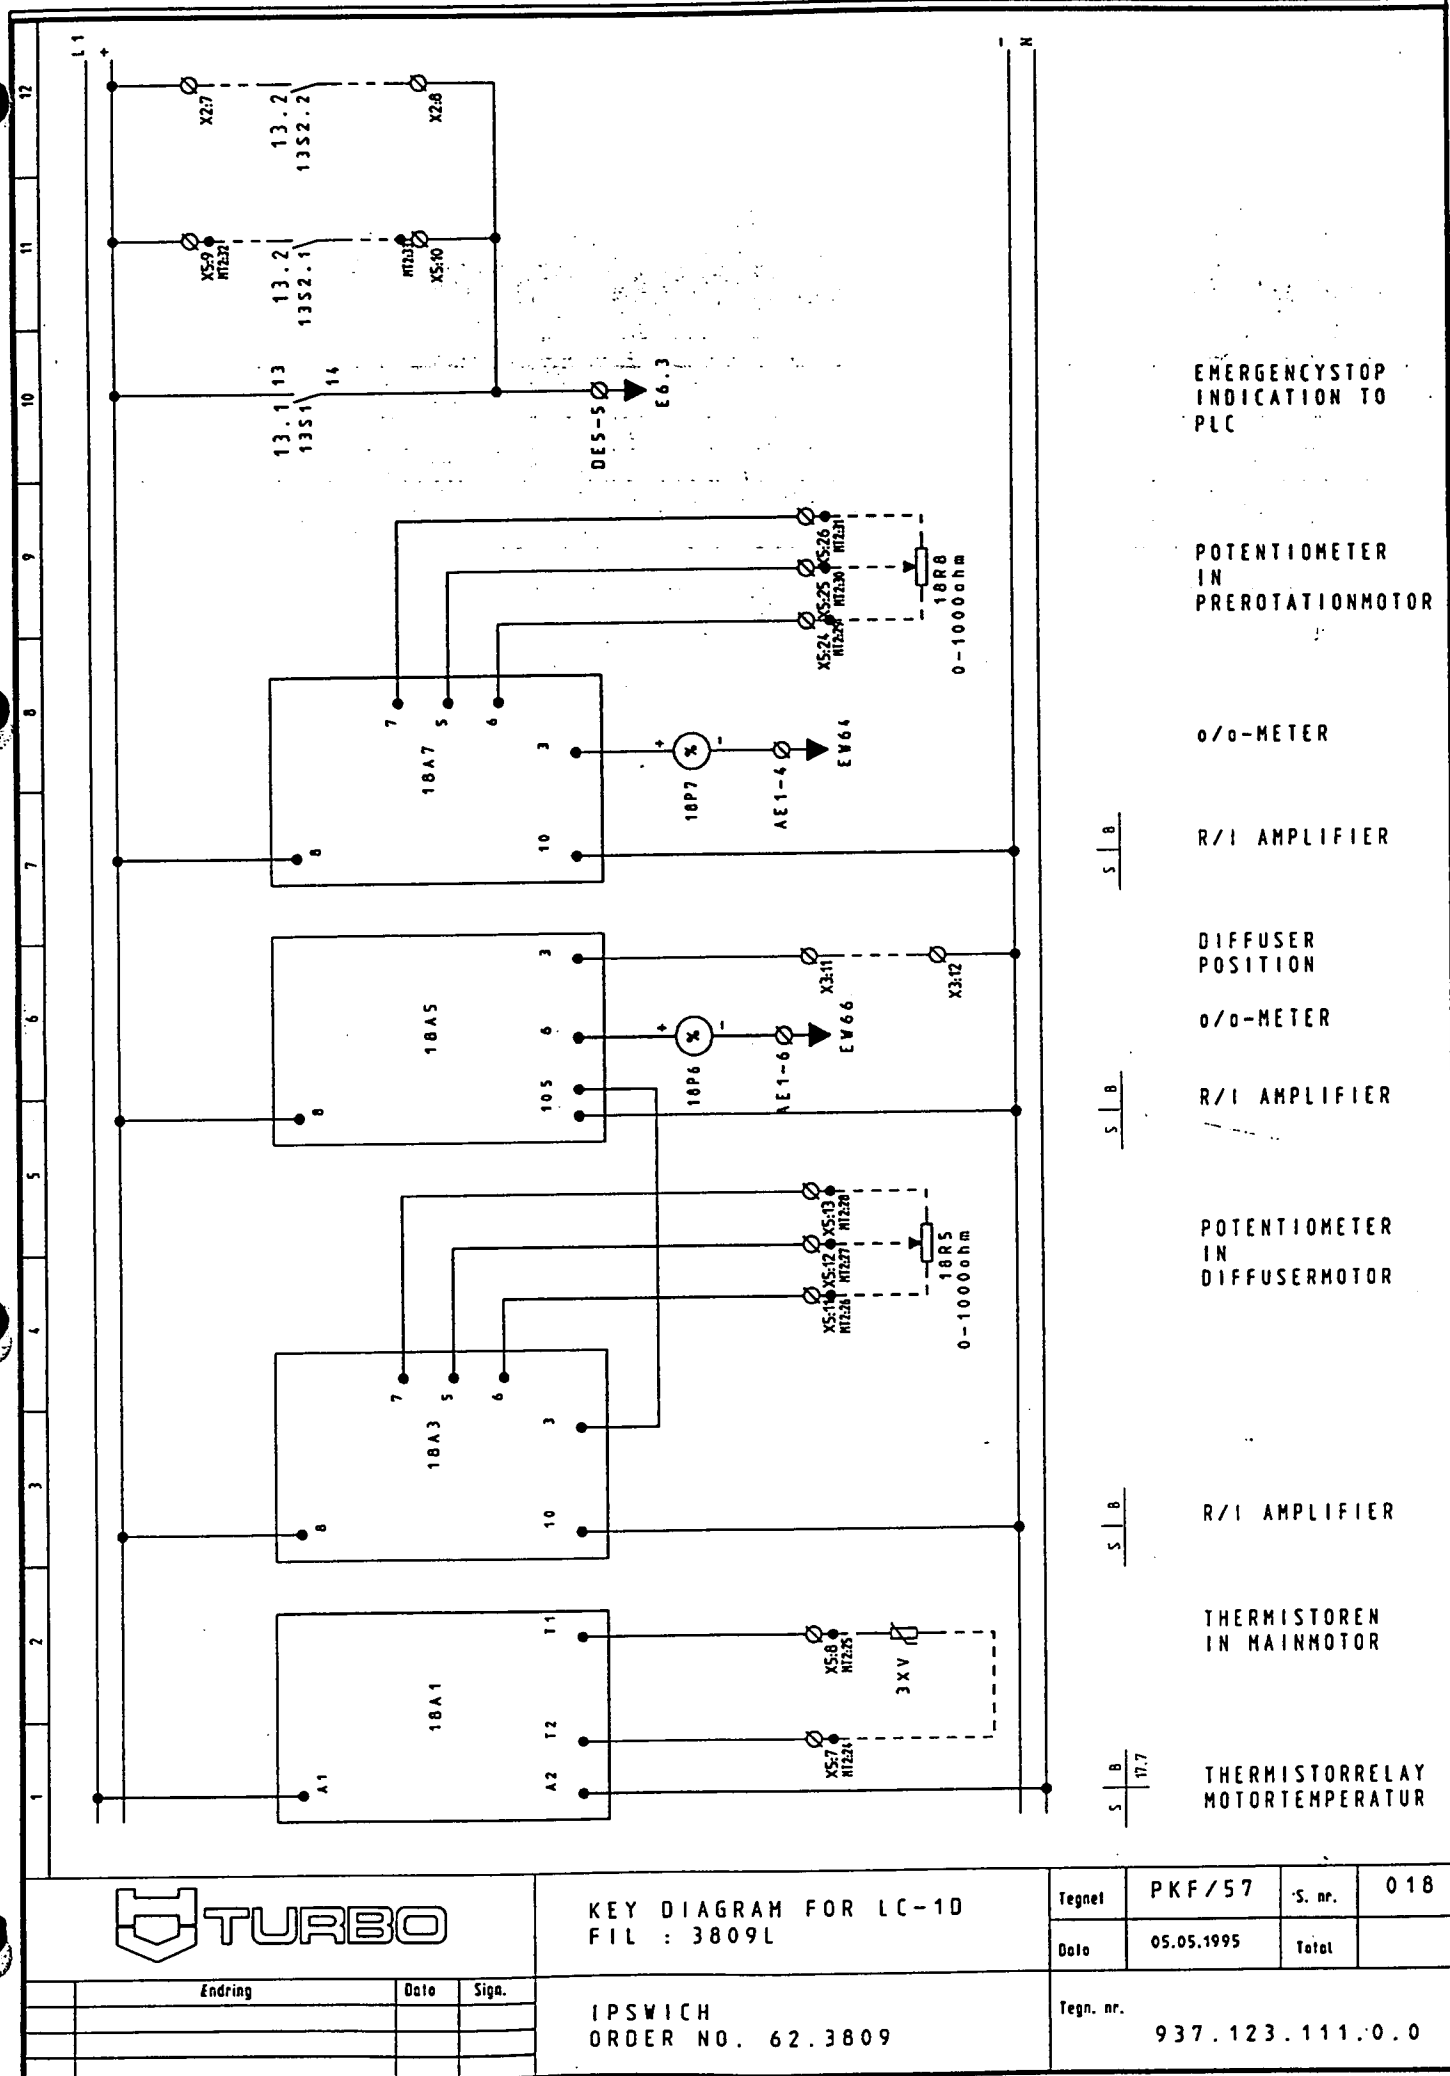 L1
+
-
N
12
X2:7
13.2
13S2.2
X2:8
11
X5:9
MT2:32
13.2
13S2.1
X5:10
10
13.1
13S1
13
14
DE5-5
E6.3
EMERGENCYSTOP
INDICATION TO
PLC
9
X5:26
MT2:31
X5:25
MT2:30
X5:24
MT2:29
18R8
0-1000ohm
POTENTIOMETER
IN
PREROTATIONMOTOR
8
7
5
6
3
18A7
+
%
-
18P7
AE1-4
EW64
o/o-METER
7
8
10
S
B
R/I AMPLIFIER
6
3
X3:11
X3:12
DIFFUSER
POSITION
18A5
6
+
%
-
18P6
AE1-6
EW66
o/o-METER
8
10 5
S
B
R/I AMPLIFIER
5
X5:13
MT2:28
X5:12
MT2:27
X5:11
MT2:26
18R5
0-1000ohm
POTENTIOMETER
IN
DIFFUSERMOTOR
4
7
5
6
3
18A3
3
8
10
S
B
R/I AMPLIFIER
2
T1
X5:8
MT2:25
3XV
THERMISTOREN
IN MAINMOTOR
18A1
T2
X5:7
MT2:24
1
A1
A2
S
B
17.7
THERMISTORRELAY
MOTORTEMPERATUR
TURBO
KEY DIAGRAM FOR LC-1D
FIL : 3809L
Tegnet
PKF/57
S. nr.
018
Dato
05.05.1995
Total
Endring
Dato
Sign.
IPSWICH
ORDER NO. 62.3809
Tegn. nr.
937.123.111.0.0